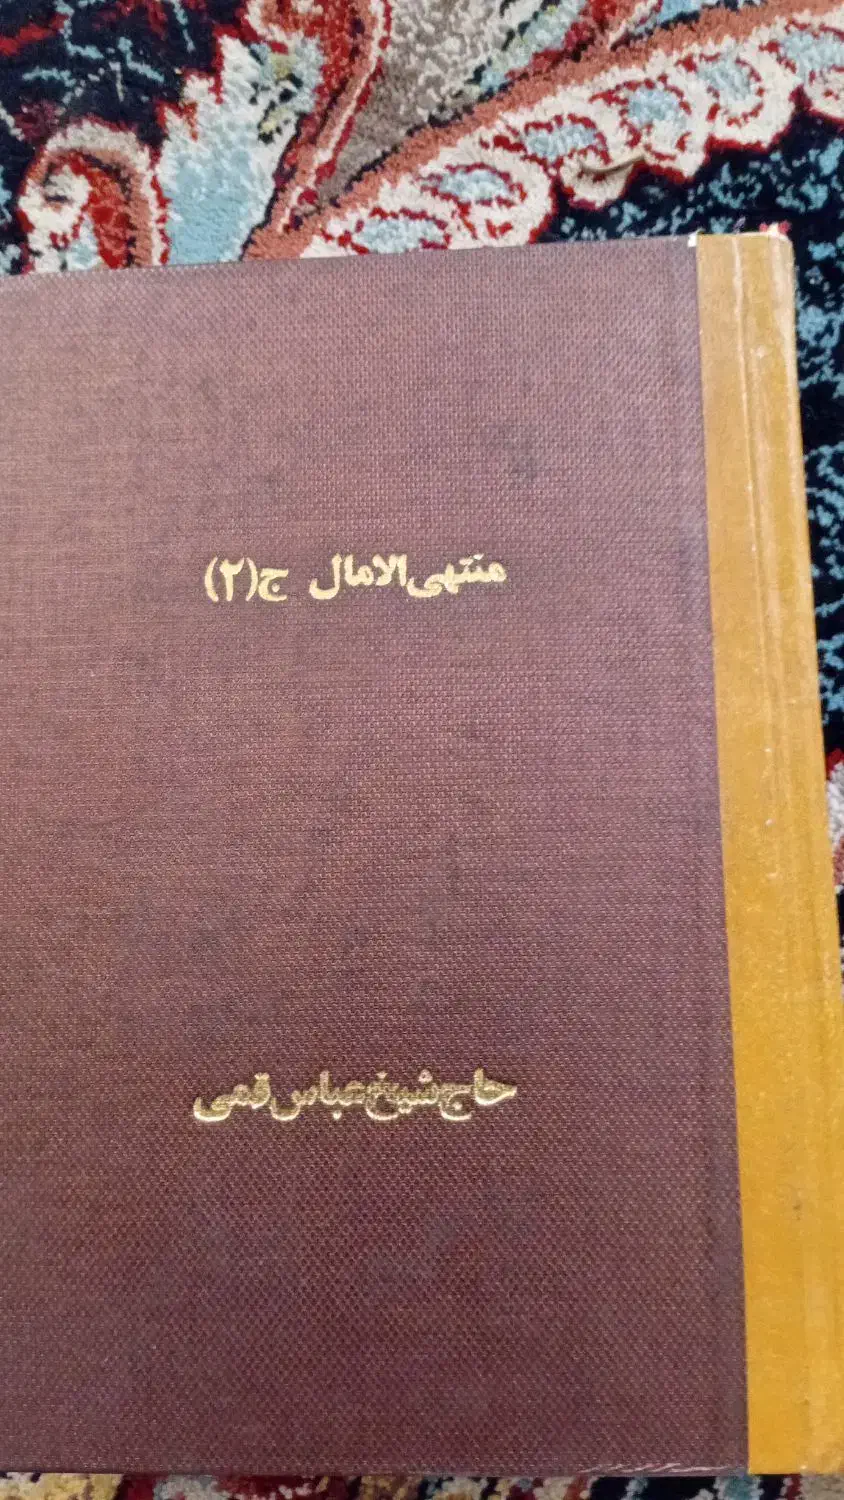 منتهی‌الامال ج(۲)
حاج شیخ عباس قمی